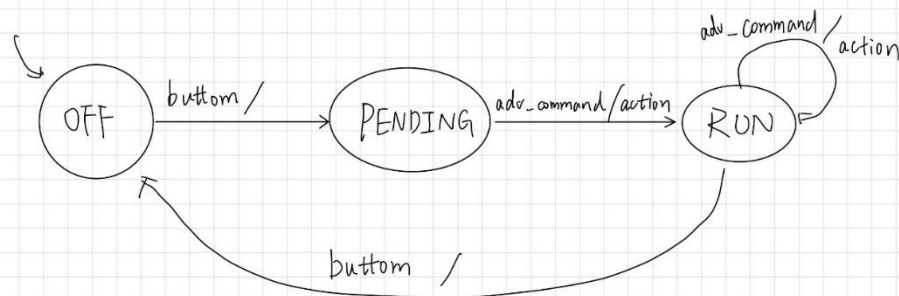 adv_command/
action
OFF
buttom /
PENDING
adv_command/action
RUN
buttom /